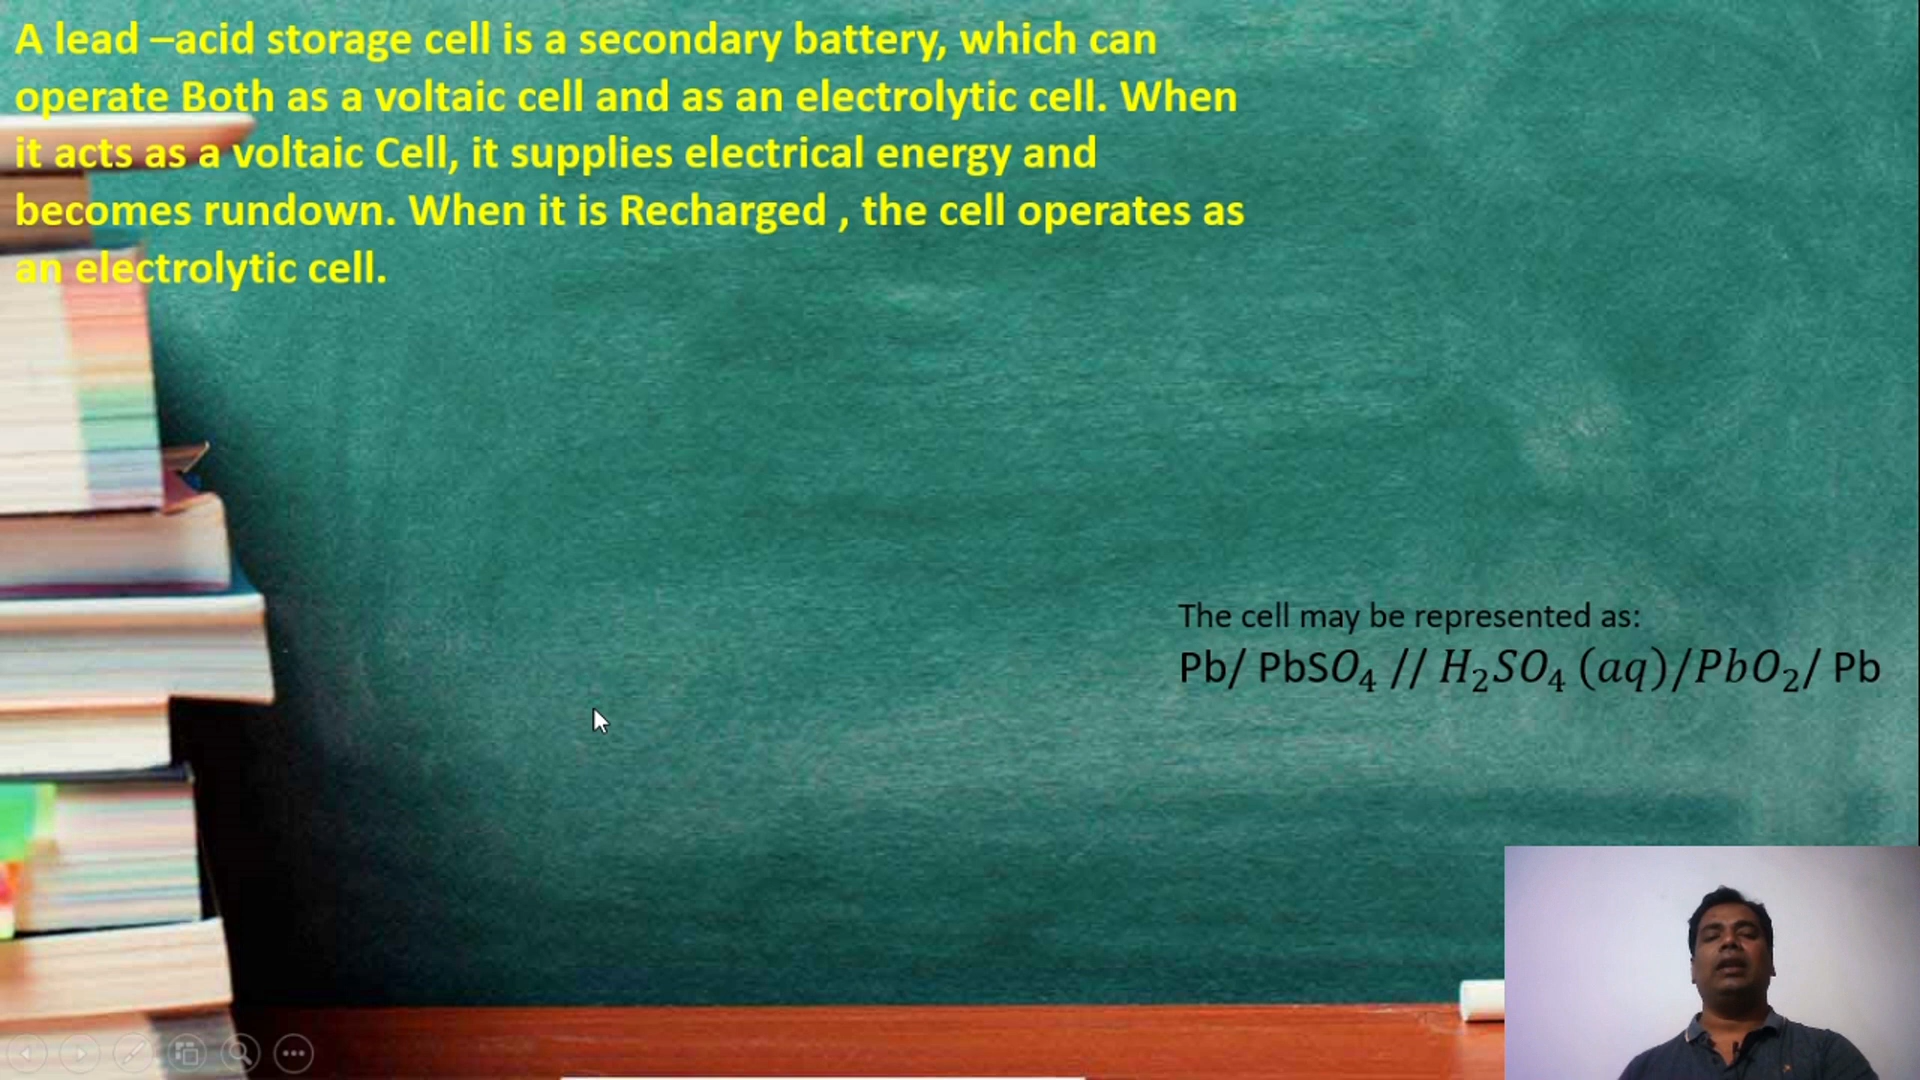 A lead –acid storage cell is a secondary battery, which can
operate Both as a voltaic cell and as an electrolytic cell. When
it acts as a voltaic Cell, it supplies electrical energy and
becomes rundown. When it is Recharged , the cell operates as
an electrolytic cell.
The cell may be represented as:
Pb/ PbSO₄ // H₂SO₄ (aq)/PbO₂/ Pb